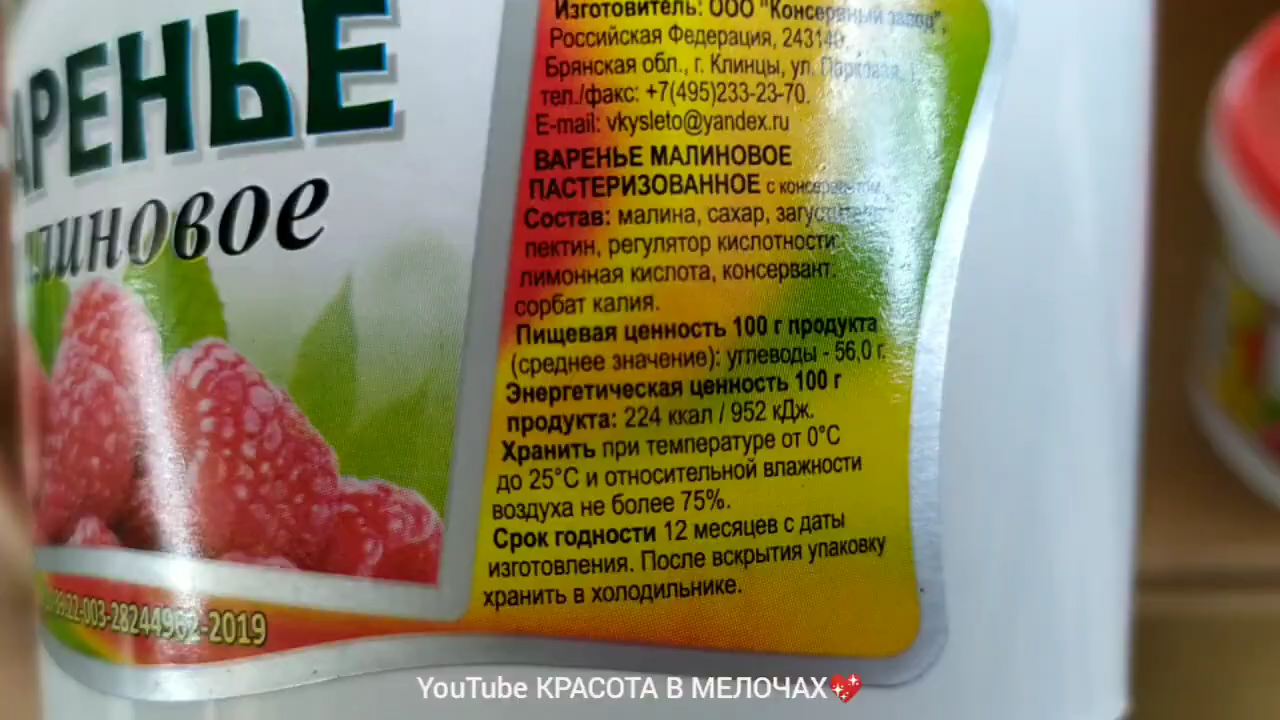 АРЕНЬЕ
линовое
Изготовитель: ООО "Консервный завод",
Российская Федерация, 243140,
Брянская обл., г. Клинцы, ул. Парковая,
тел./факс: +7(495)233-23-70.
E-mail: vkysleto@yandex.ru
ВАРЕНЬЕ МАЛИНОВОЕ
ПАСТЕРИЗОВАННОЕ с консервантом.
Состав: малина, сахар, загуститель
пектин, регулятор кислотности:
лимонная кислота, консервант:
сорбат калия.
Пищевая ценность 100 г продукта
(среднее значение): углеводы - 56,0 г.
Энергетическая ценность 100 г
продукта: 224 ккал / 952 кДж.
Хранить при температуре от 0°С
до 25°С и относительной влажности
воздуха не более 75%.
Срок годности 12 месяцев с даты
изготовления. После вскрытия упаковку
хранить в холодильнике.
YouTube КРАСОТА В МЕЛОЧАХ💖